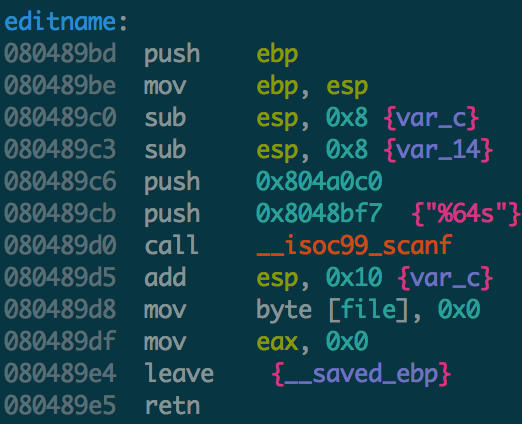 editname:
080489bd push ebp
080489be mov ebp, esp
080489c0 sub esp, 0x8 {var_c}
080489c3 sub esp, 0x8 {var_14}
080489c6 push 0x804a0c0
080489cb push 0x8048bf7 {"%64s"}
080489d0 call __isoc99_scanf
080489d5 add esp, 0x10 {var_c}
080489d8 mov byte [file], 0x0
080489df mov eax, 0x0
080489e4 leave {__saved_ebp}
080489e5 retn